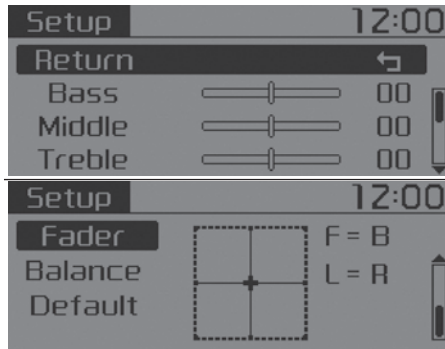 Setup 12:00
Return
Bass 00
Middle 00
Treble 00
Setup 12:00
Fader F = B
Balance L = R
Default